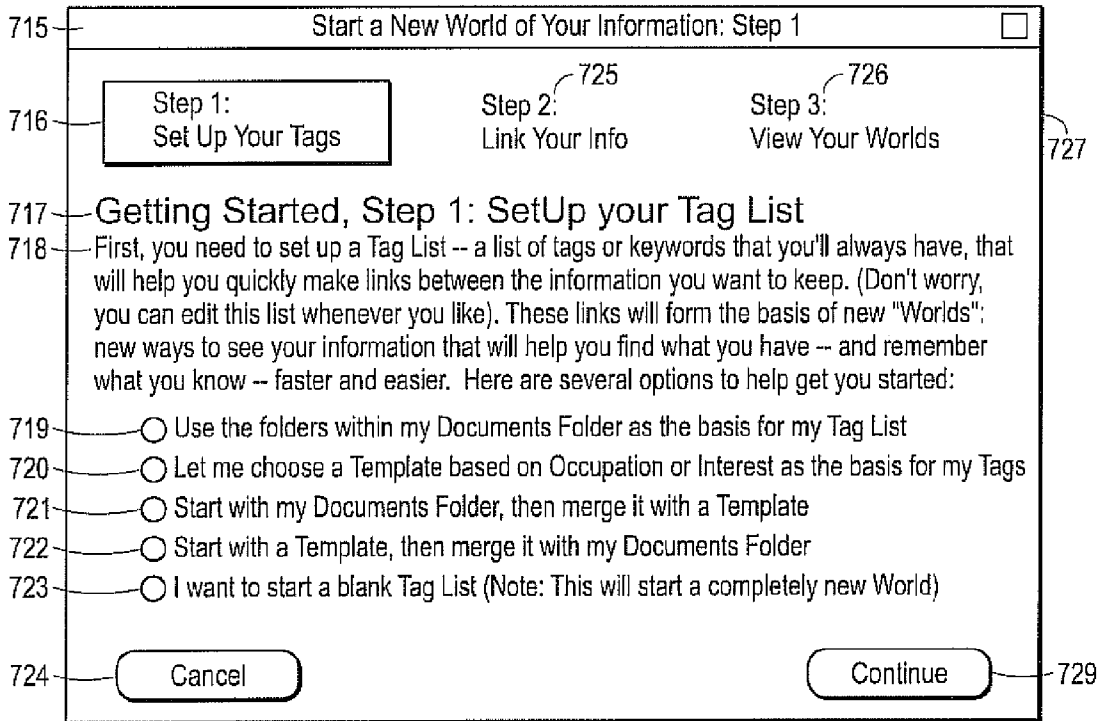 715 Start a New World of Your Information: Step 1
725 726
716 Step 1: Step 2: Step 3:
Set Up Your Tags Link Your Info View Your Worlds
727
717 Getting Started, Step 1: SetUp your Tag List
718 First, you need to set up a Tag List -- a list of tags or keywords that you'll always have, that
will help you quickly make links between the information you want to keep. (Don't worry,
you can edit this list whenever you like). These links will form the basis of new "Worlds":
new ways to see your information that will help you find what you have -- and remember
what you know -- faster and easier. Here are several options to help get you started:
719 Use the folders within my Documents Folder as the basis for my Tag List
720 Let me choose a Template based on Occupation or Interest as the basis for my Tags
721 Start with my Documents Folder, then merge it with a Template
722 Start with a Template, then merge it with my Documents Folder
723 I want to start a blank Tag List (Note: This will start a completely new World)
724 Cancel Continue 729